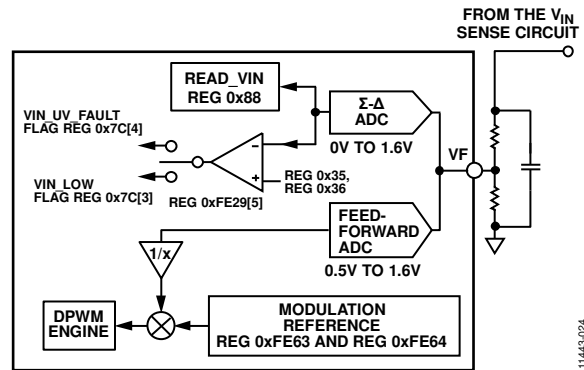 FROM THE VIN
SENSE CIRCUIT
READ_VIN
REG 0x88
Σ-Δ
ADC
0V TO 1.6V
VIN_UV_FAULT
FLAG REG 0x7C[4]
VIN_LOW
FLAG REG 0x7C[3]
–
+
REG 0x35,
REG 0x36
REG 0xFE29[5]
VF
FEED-
FORWARD
ADC
0.5V TO 1.6V
1/x
DPWM
ENGINE
MODULATION
REFERENCE
REG 0xFE63 AND REG 0xFE64
11443-024